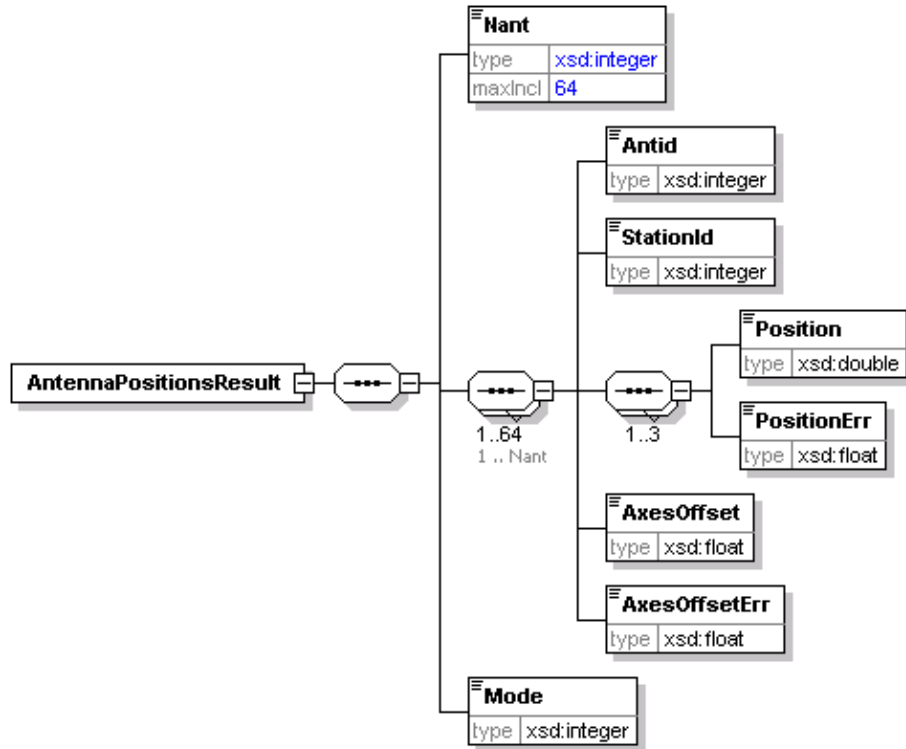 Nant
type xsd:integer
maxIncl 64
Antid
type xsd:integer
StationId
type xsd:integer
Position
type xsd:double
AntennaPositionsResult
PositionErr
type xsd:float
1..64
1 .. Nant
1..3
AxesOffset
type xsd:float
AxesOffsetErr
type xsd:float
Mode
type xsd:integer